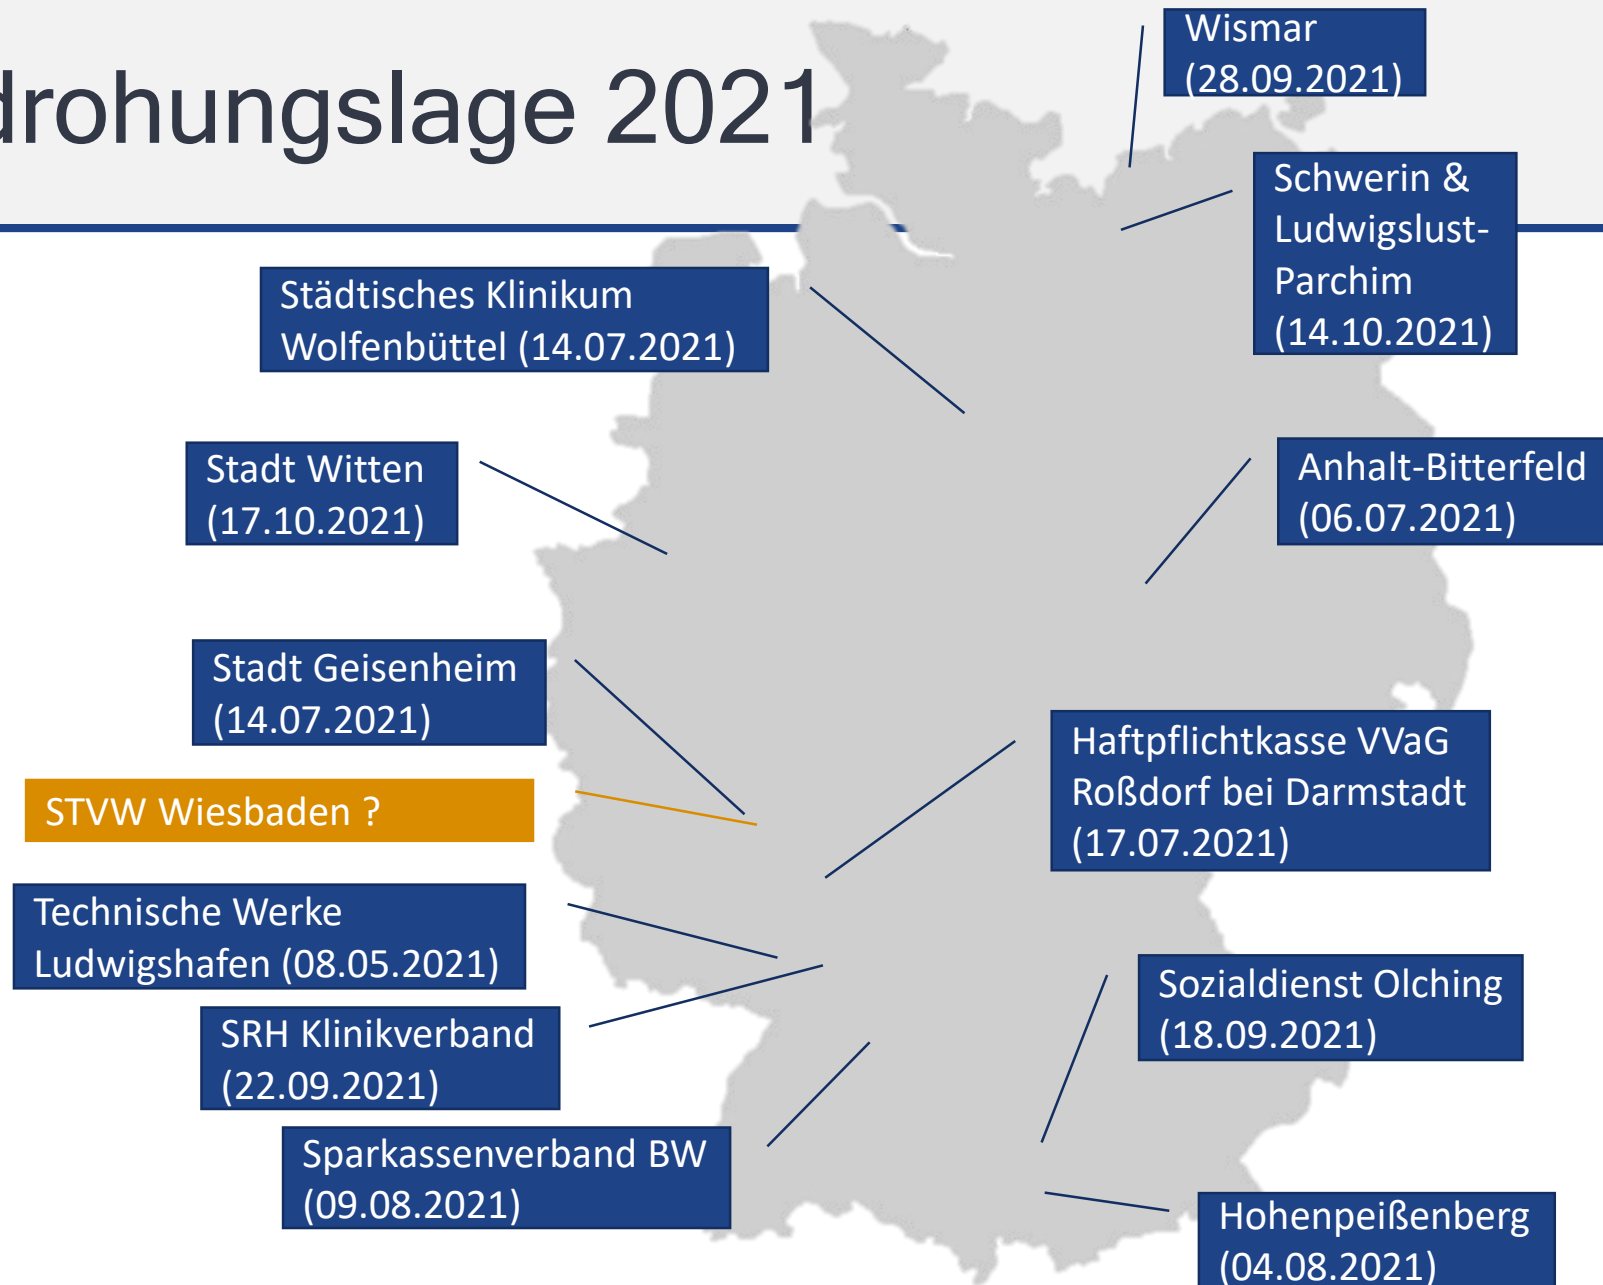 drohungslage 2021
Wismar
(28.09.2021)
Schwerin &
Ludwigslust-
Parchim
(14.10.2021)
Städtisches Klinikum
Wolfenbüttel (14.07.2021)
Stadt Witten
(17.10.2021)
Anhalt-Bitterfeld
(06.07.2021)
Stadt Geisenheim
(14.07.2021)
Haftpflichtkasse VVaG
Roßdorf bei Darmstadt
(17.07.2021)
STVW Wiesbaden ?
Technische Werke
Ludwigshafen (08.05.2021)
Sozialdienst Olching
(18.09.2021)
SRH Klinikverband
(22.09.2021)
Sparkassenverband BW
(09.08.2021)
Hohenpeißenberg
(04.08.2021)